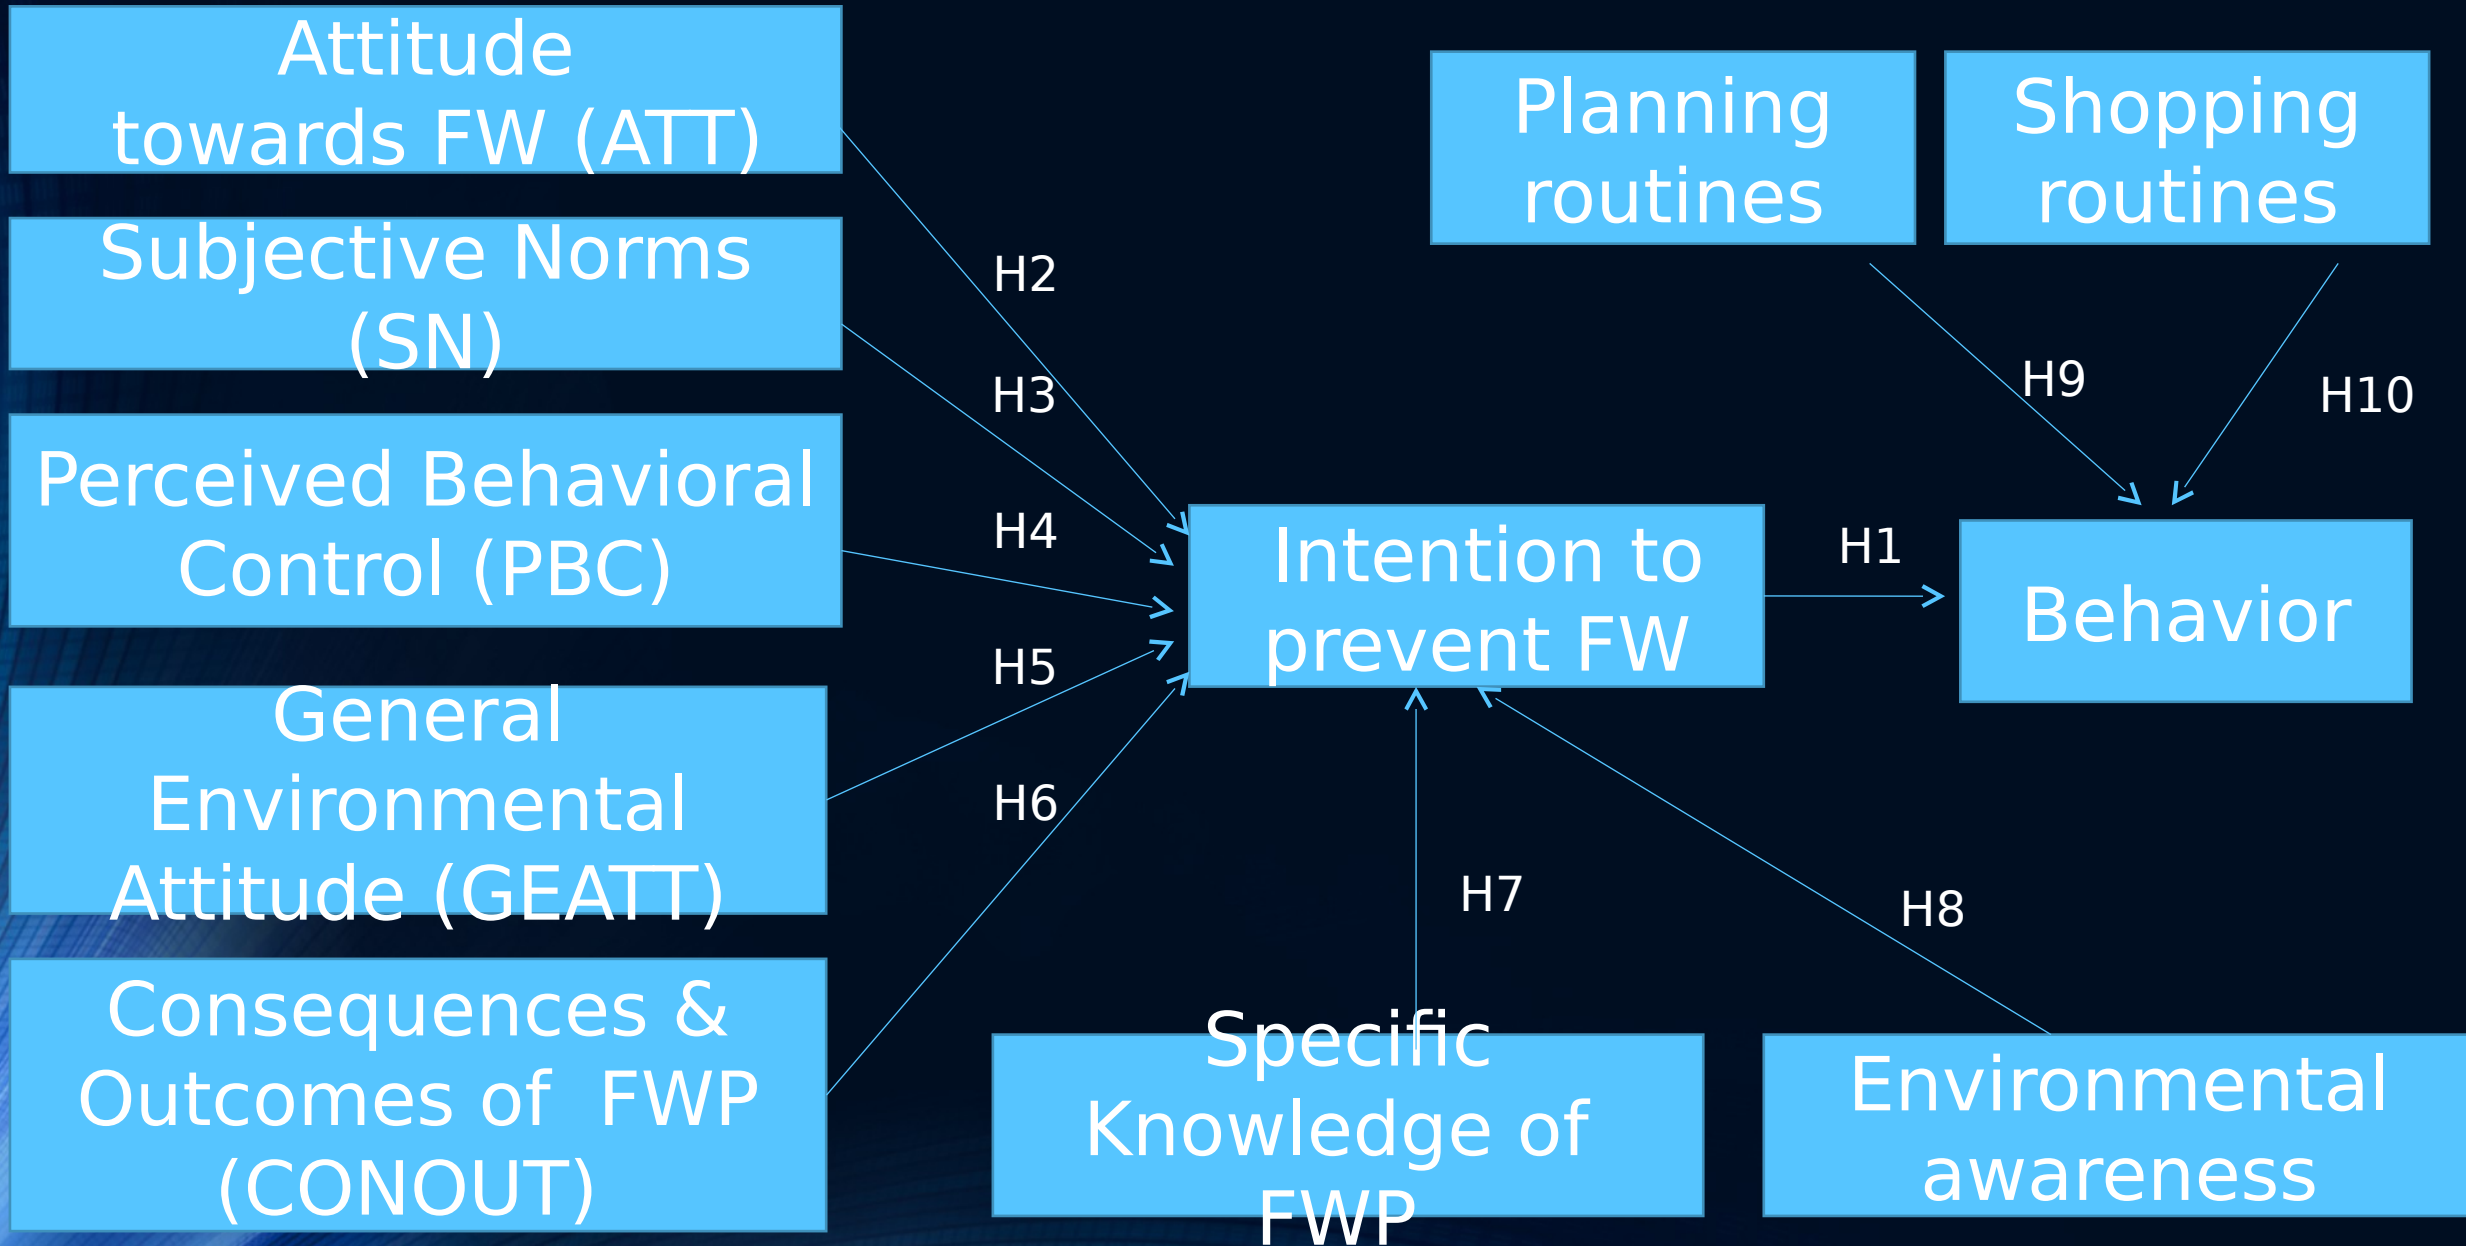 Attitude
towards FW (ATT)
Subjective Norms
(SN)
Perceived Behavioral
Control (PBC)
General
Environmental
Attitude (GEATT)
Consequences &
Outcomes of  FWP
(CONOUT)
H2
H3
H4
H5
H6
Intention to
prevent FW
H7
H8
Specific
Knowledge of
FWP
Environmental
awareness
H1
Planning
routines
Shopping
routines
H9
H10
Behavior